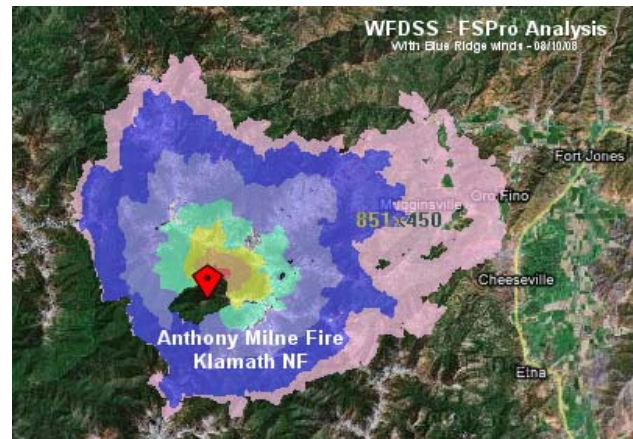 WFDSS - FSPro Analysis
With Blue Ridge winds - 08/10/08
Fort Jones
Oro Fino
Mugginsville
851x450
Cheeseville
Anthony Milne Fire
Klamath NF
Etna